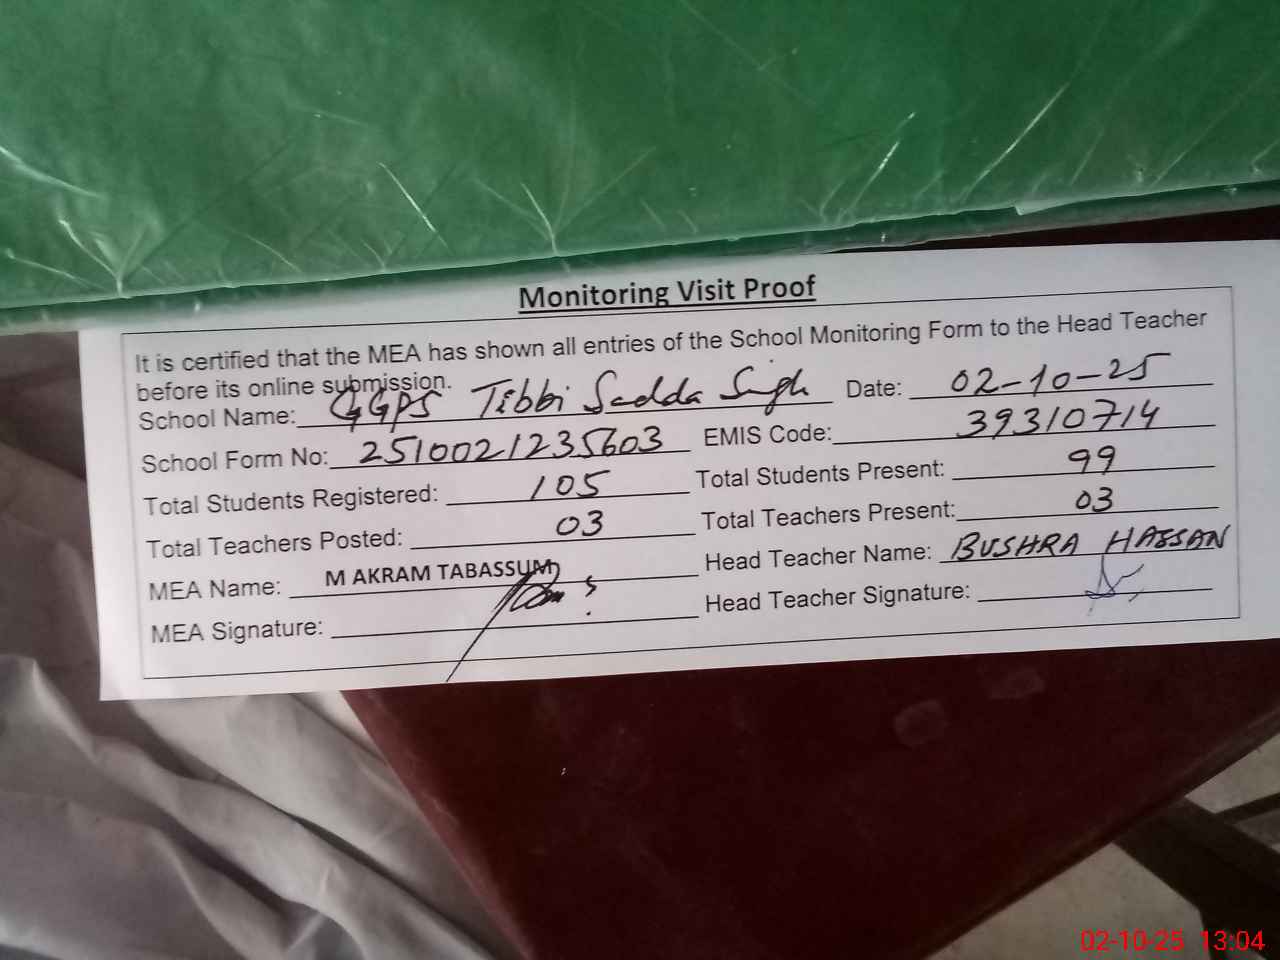 Monitoring Visit Proof
It is certified that the MEA has shown all entries of the School Monitoring Form to the Head Teacher
before its online submission.
School Name: GGPS Tibbi Sadda Singh Date: 02-10-25
School Form No: 2510021235603 EMIS Code: 39310714
Total Students Registered: 105 Total Students Present: 99
Total Teachers Posted: 03 Total Teachers Present: 03
MEA Name: M AKRAM TABASSUM Head Teacher Name: BUSHRA HASSAN
MEA Signature: Head Teacher Signature:
02-10-25 13:04